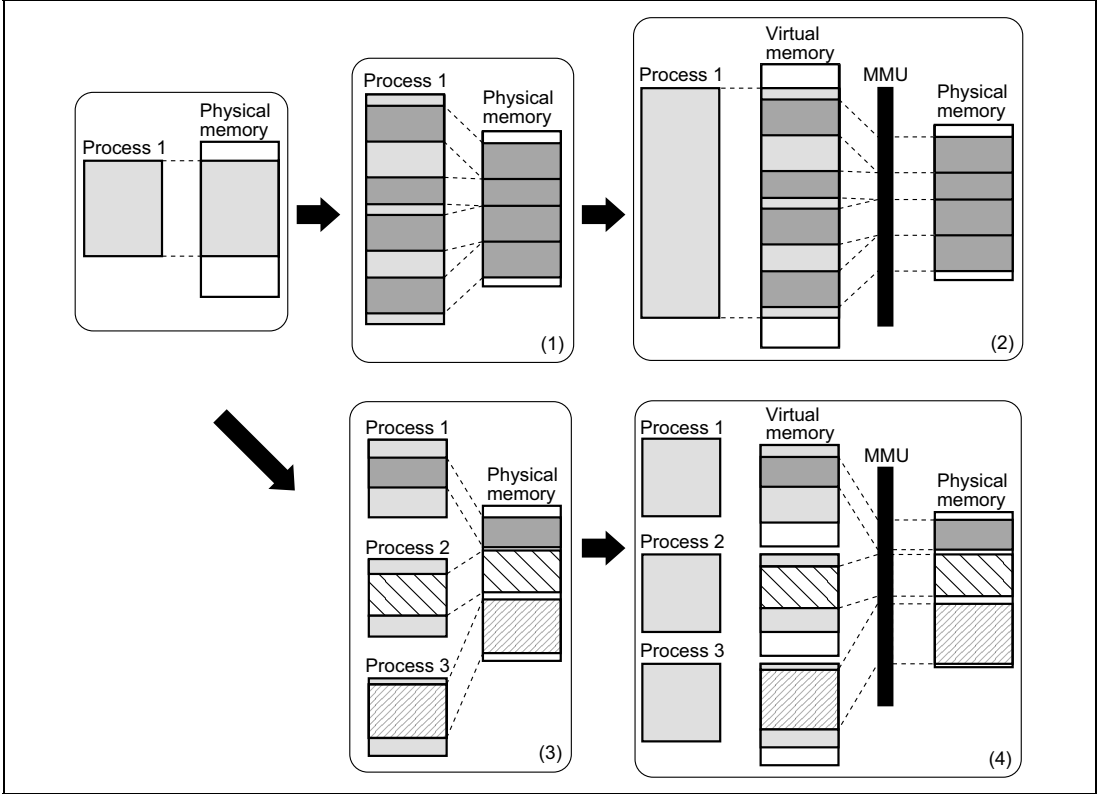 Process 1
Physical
memory
Process 1
Physical
memory
(1)
Process 1
Virtual
memory
MMU
Physical
memory
(2)
Process 1
Process 2
Process 3
Physical
memory
(3)
Process 1
Process 2
Process 3
Virtual
memory
MMU
Physical
memory
(4)